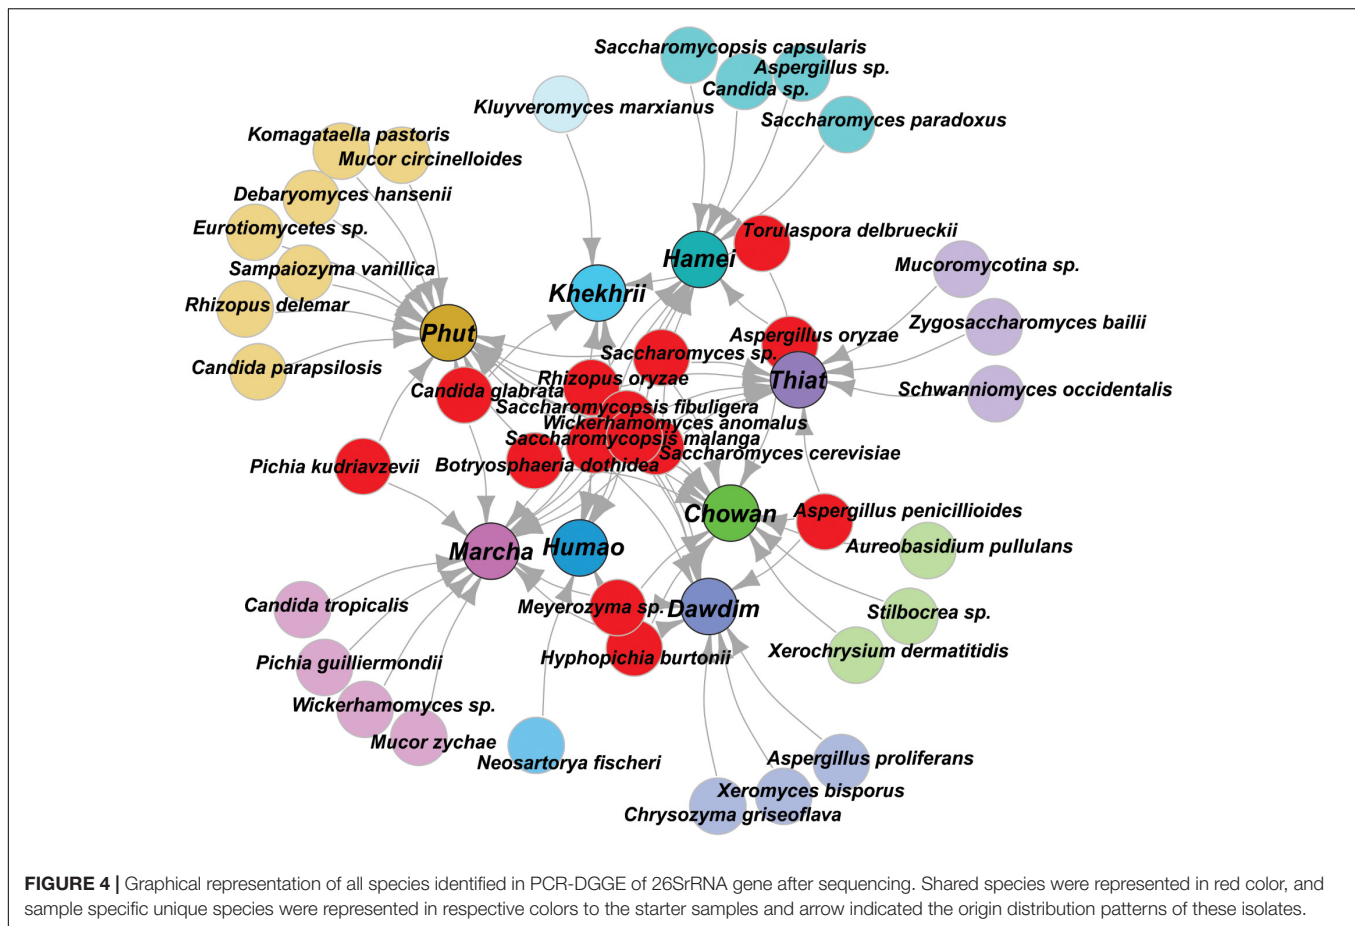 Saccharomycopsis capsularis
Aspergillus sp.
Candida sp.
Kluyveromyces marxianus
Saccharomyces paradoxus
Komagataella pastoris
Mucor circinelloides
Debaryomyces hansenii
Eurotiomycetes sp.
Torulaspora delbrueckii
Hamei
Mucoromycotina sp.
Sampaiozyma vanillica
Khekhrii
Rhizopus delemar
Zygosaccharomyces bailii
Phut
Aspergillus oryzae
Saccharomyces sp.
Candida parapsilosis
Rhizopus oryzae
Thiat
Candida glabrata
Schwanniomyces occidentalis
Saccharomycopsis fibuligera
Wickerhamomyces anomalus
Saccharomycopsis malanga
Saccharomyces cerevisiae
Pichia kudriavzevii
Botryosphaeria dothidea
Chowan
Aspergillus penicillioides
Marcha
Humao
Aureobasidium pullulans
Candida tropicalis
Meyerozyma sp.
Dawdim
Stilbocrea sp.
Xerochrysium dermatitidis
Pichia guilliermondii
Hyphopichia burtonii
Wickerhamomyces sp.
Mucor zychae
Neosartorya fischeri
Aspergillus proliferans
Xeromyces bisporus
Chrysozyma griseoflava
FIGURE 4 | Graphical representation of all species identified in PCR-DGGE of 26SrRNA gene after sequencing. Shared species were represented in red color, and
sample specific unique species were represented in respective colors to the starter samples and arrow indicated the origin distribution patterns of these isolates.